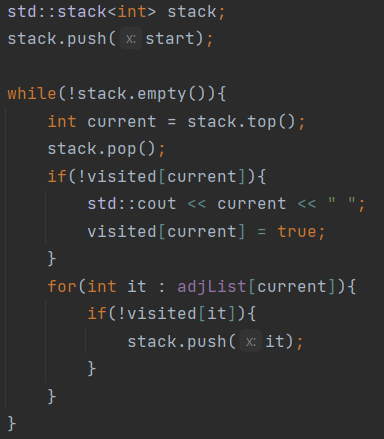 std::stack<int> stack;
stack.push( x: start);
while(!stack.empty()){
int current = stack.top();
stack.pop();
if(!visited[current]){
std::cout << current << " ";
visited[current] = true;
}
for(int it : adjList[current]){
if(!visited[it]){
stack.push( x: it);
}
}
}